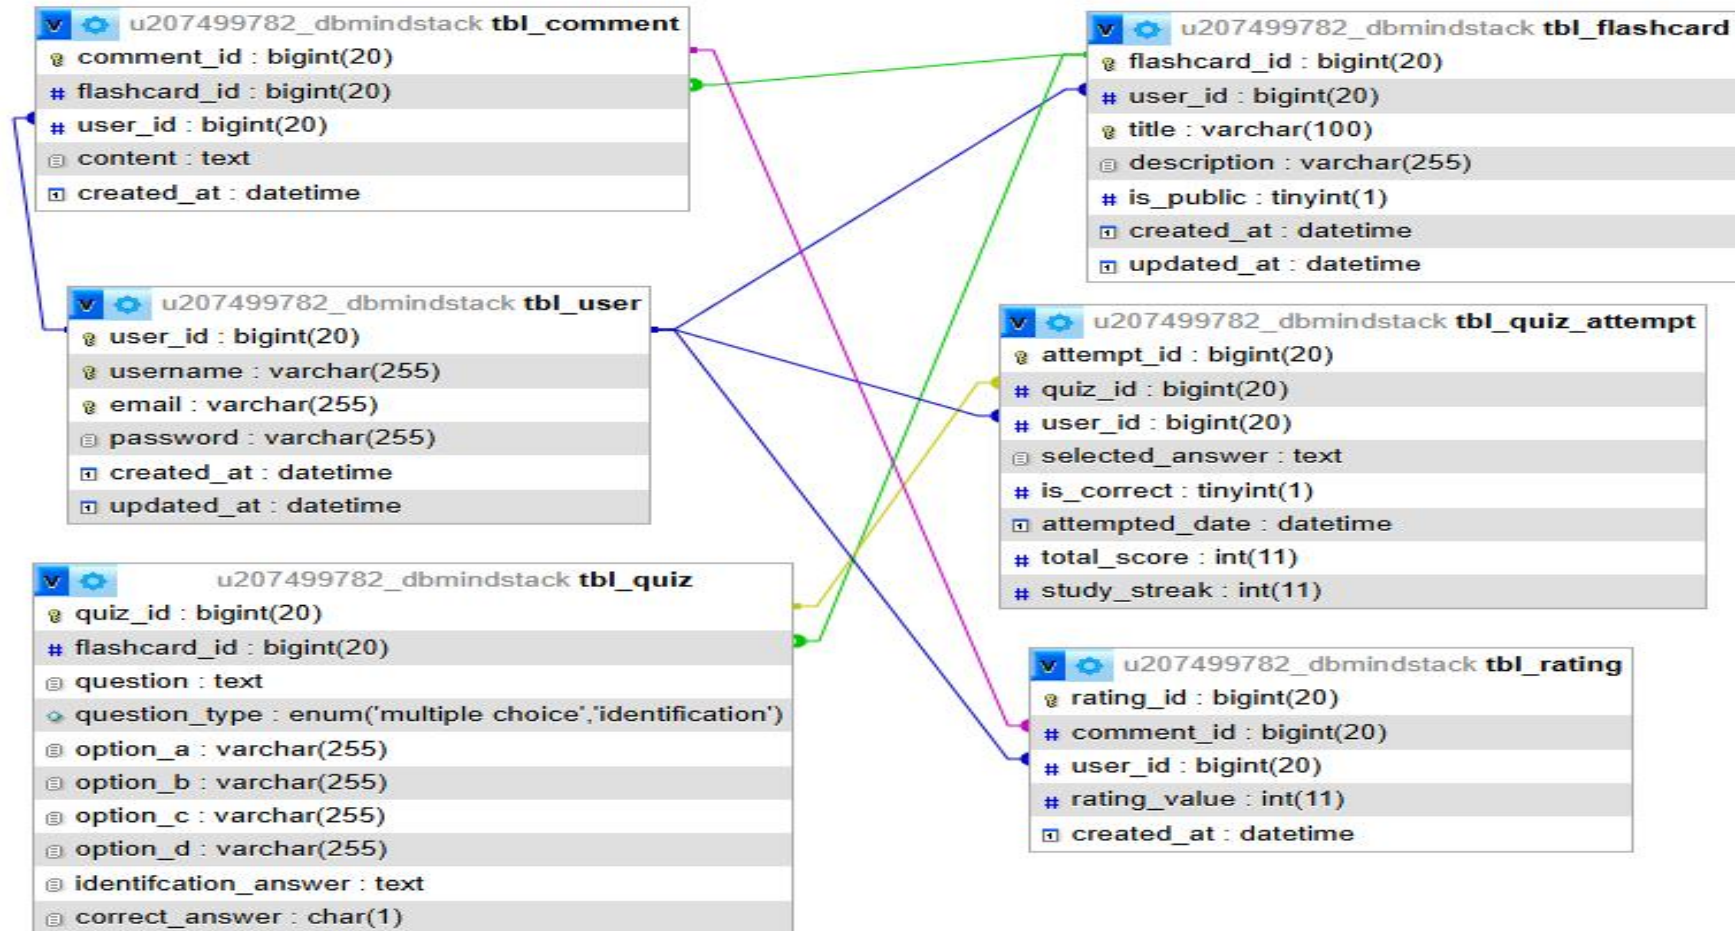 u207499782_dbmindstack tbl_comment
comment_id : bigint(20)
flashcard_id : bigint(20)
user_id : bigint(20)
content : text
created_at : datetime
u207499782_dbmindstack tbl_flashcard
flashcard_id : bigint(20)
user_id : bigint(20)
title : varchar(100)
description : varchar(255)
is_public : tinyint(1)
created_at : datetime
updated_at : datetime
u207499782_dbmindstack tbl_user
user_id : bigint(20)
username : varchar(255)
email : varchar(255)
password : varchar(255)
created_at : datetime
updated_at : datetime
u207499782_dbmindstack tbl_quiz_attempt
attempt_id : bigint(20)
quiz_id : bigint(20)
user_id : bigint(20)
selected_answer : text
is_correct : tinyint(1)
attempted_date : datetime
total_score : int(11)
study_streak : int(11)
u207499782_dbmindstack tbl_quiz
quiz_id : bigint(20)
flashcard_id : bigint(20)
question : text
question_type : enum('multiple choice','identification')
option_a : varchar(255)
option_b : varchar(255)
option_c : varchar(255)
option_d : varchar(255)
identifcation_answer : text
correct_answer : char(1)
u207499782_dbmindstack tbl_rating
rating_id : bigint(20)
comment_id : bigint(20)
user_id : bigint(20)
rating_value : int(11)
created_at : datetime